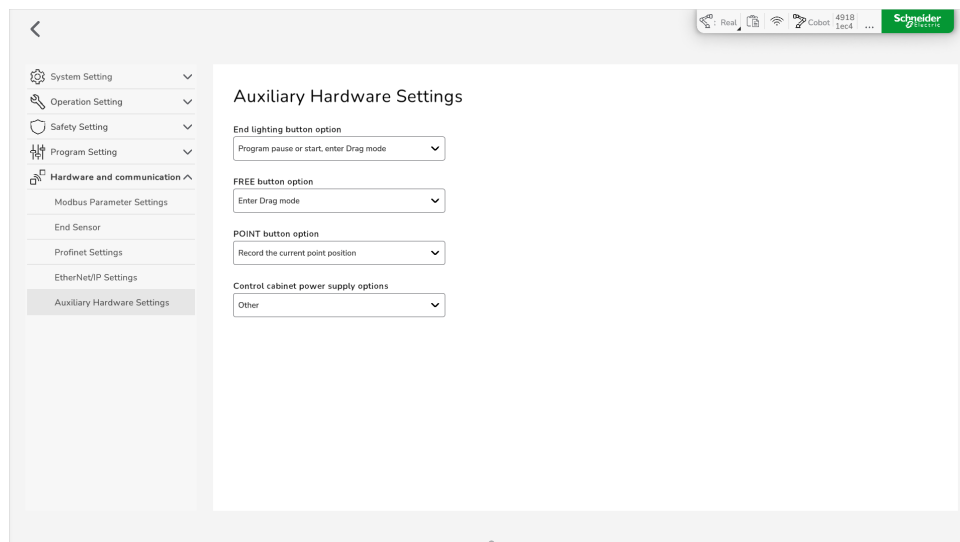 : Real
Cobot
4918
1ec4
...
Schneider
Electric
System Setting
Operation Setting
Safety Setting
Program Setting
Hardware and communication
Modbus Parameter Settings
End Sensor
Profinet Settings
EtherNet/IP Settings
Auxiliary Hardware Settings
Auxiliary Hardware Settings
End lighting button option
Program pause or start, enter Drag mode
FREE button option
Enter Drag mode
POINT button option
Record the current point position
Control cabinet power supply options
Other